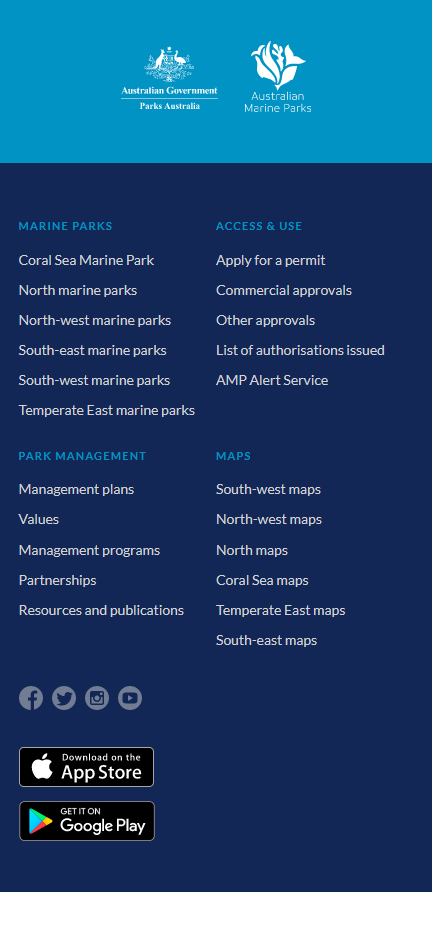 Australian Government
Parks Australia
Australian
Marine Parks
MARINE PARKS
Coral Sea Marine Park
North marine parks
North-west marine parks
South-east marine parks
South-west marine parks
Temperate East marine parks
ACCESS & USE
Apply for a permit
Commercial approvals
Other approvals
List of authorisations issued
AMP Alert Service
PARK MANAGEMENT
Management plans
Values
Management programs
Partnerships
Resources and publications
MAPS
South-west maps
North-west maps
North maps
Coral Sea maps
Temperate East maps
South-east maps
Download on the
App Store
GET IT ON
Google Play